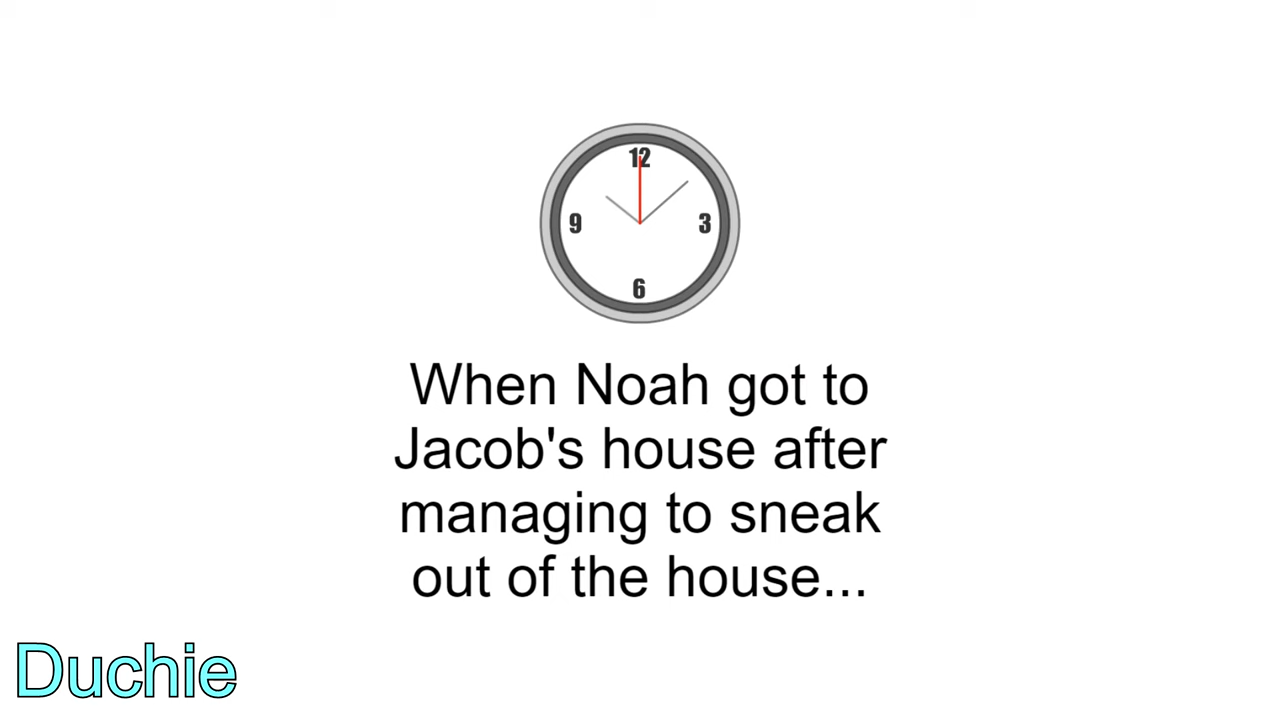 12
9
3
6
When Noah got to
Jacob's house after
managing to sneak
out of the house...
Duchie